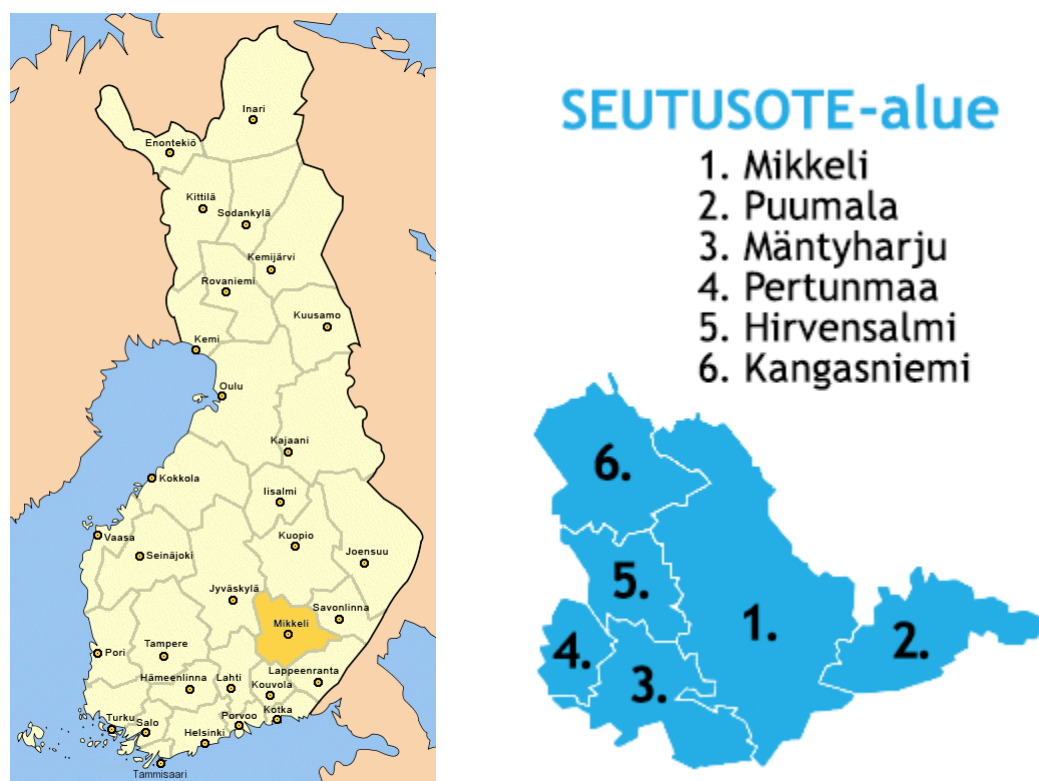 Inari
Enontekiö
Kittilä
Sodankylä
Kemijärvi
Rovaniemi
Kuusamo
Kemi
Oulu
Kajaani
Kokkola
Iisalmi
Vaasa
Kuopio
Seinäjoki
Joensuu
Jyväskylä
Savonlinna
Mikkeli
Tampere
Pori
Lappeenranta
Hämeenlinna
Lahti
Kouvola
Turku
Salo
Porvoo
Kotka
Helsinki
Tammisaari
SEUTUSOTE-alue
1. Mikkeli
2. Puumala
3. Mäntyharju
4. Pertunmaa
5. Hirvensalmi
6. Kangasniemi
6.
5.
1.
2.
4.
3.